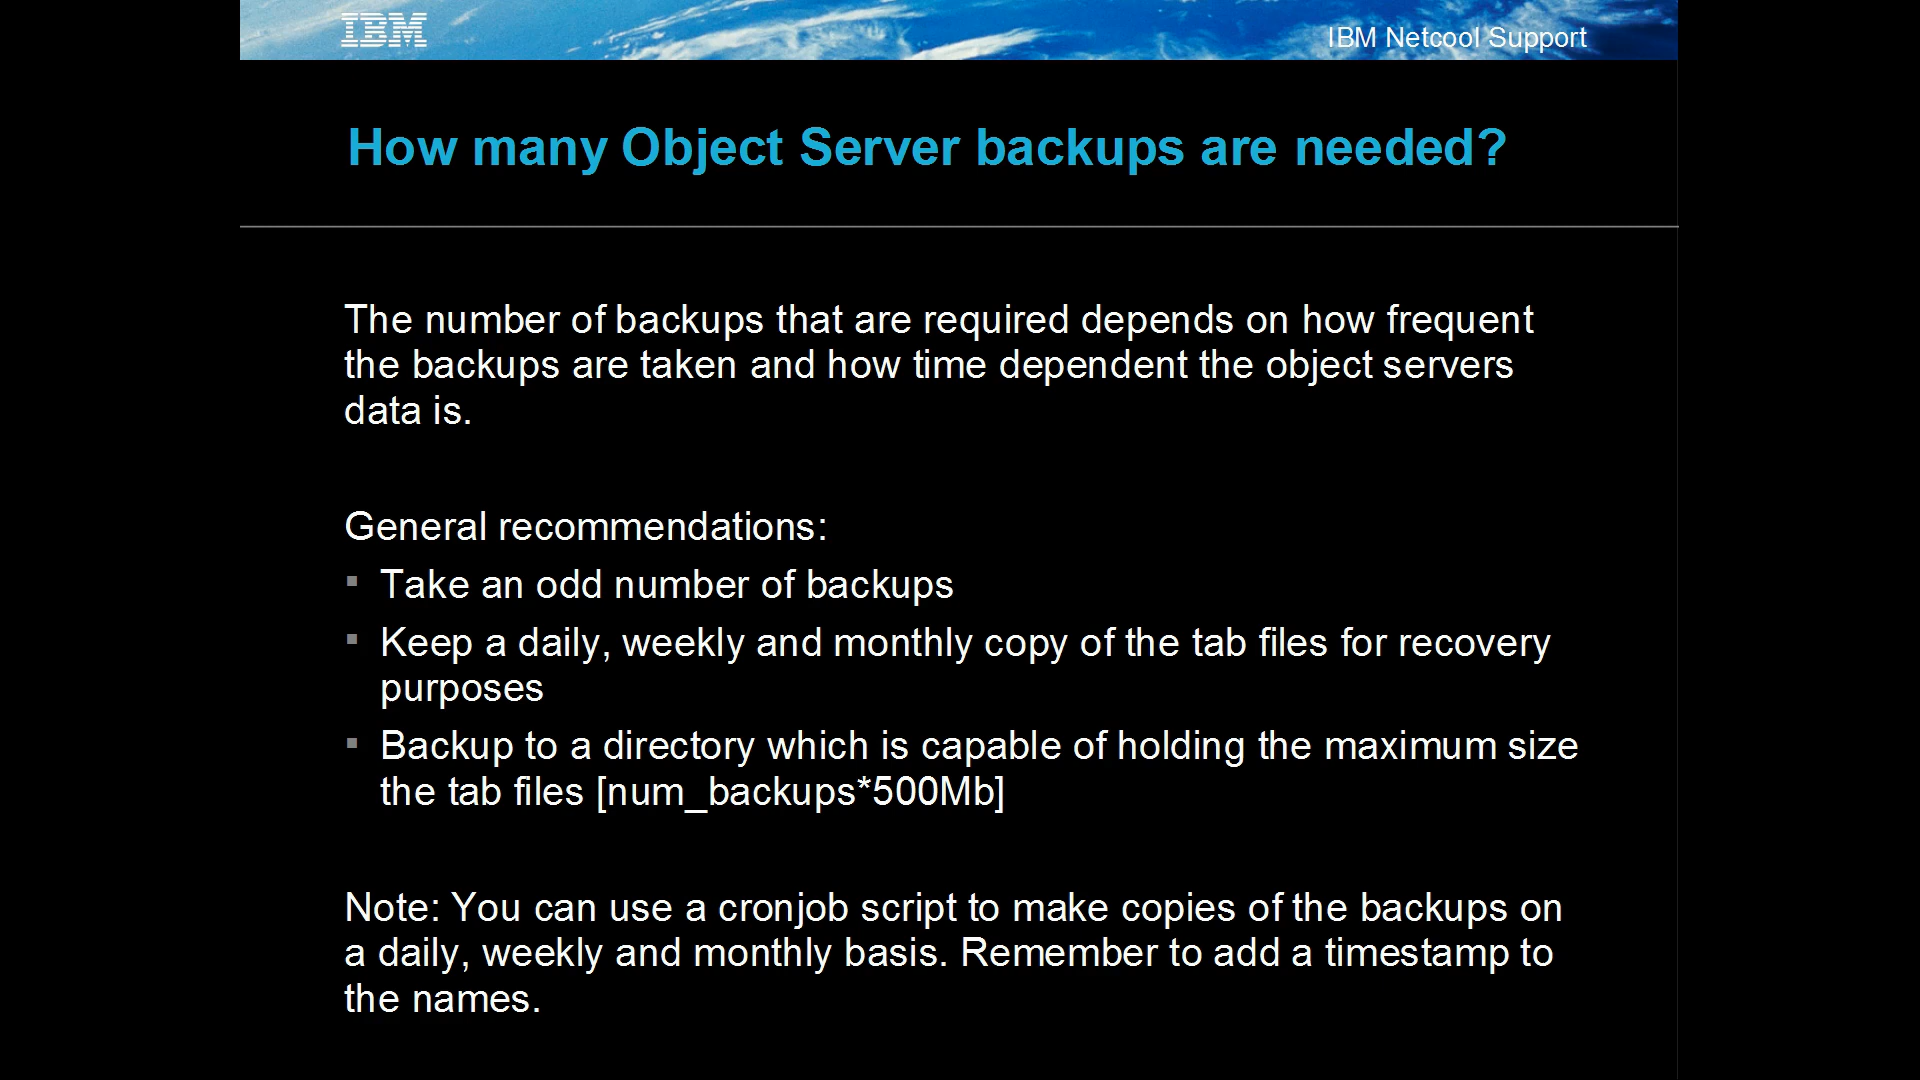 IBM
IBM Netcool Support
How many Object Server backups are needed?
The number of backups that are required depends on how frequent
the backups are taken and how time dependent the object servers
data is.
General recommendations:
▪ Take an odd number of backups
▪ Keep a daily, weekly and monthly copy of the tab files for recovery
purposes
▪ Backup to a directory which is capable of holding the maximum size
the tab files [num_backups*500Mb]
Note: You can use a cronjob script to make copies of the backups on
a daily, weekly and monthly basis. Remember to add a timestamp to
the names.